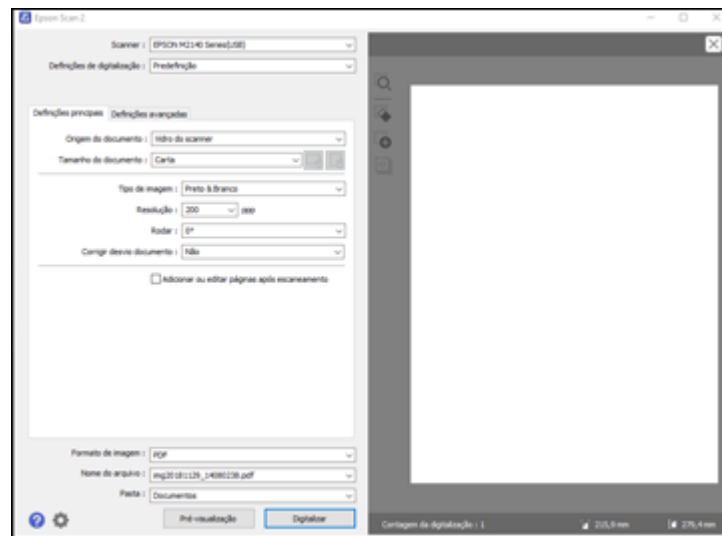 Epson Scan 2
Scanner : EPSON M2140 Series(USB)
Definições de digitalização : Predefinição
Definições principais Definições avançadas
Origem do documento : Vidro do scanner
Tamanho do documento : Carta
Tipo de imagem : Preto & Branco
Resolução : 200 ppp
Rodar : 0°
Corrigir desvio documento : Não
Adicionar ou editar páginas após escaneamento
Formato de imagem : PDF
Nome do arquivo : img20181129_14080238.pdf
Pasta : Documentos
? Pré-visualização Digitalizar
Contagem da digitalização : 1 215,9 mm 279,4 mm